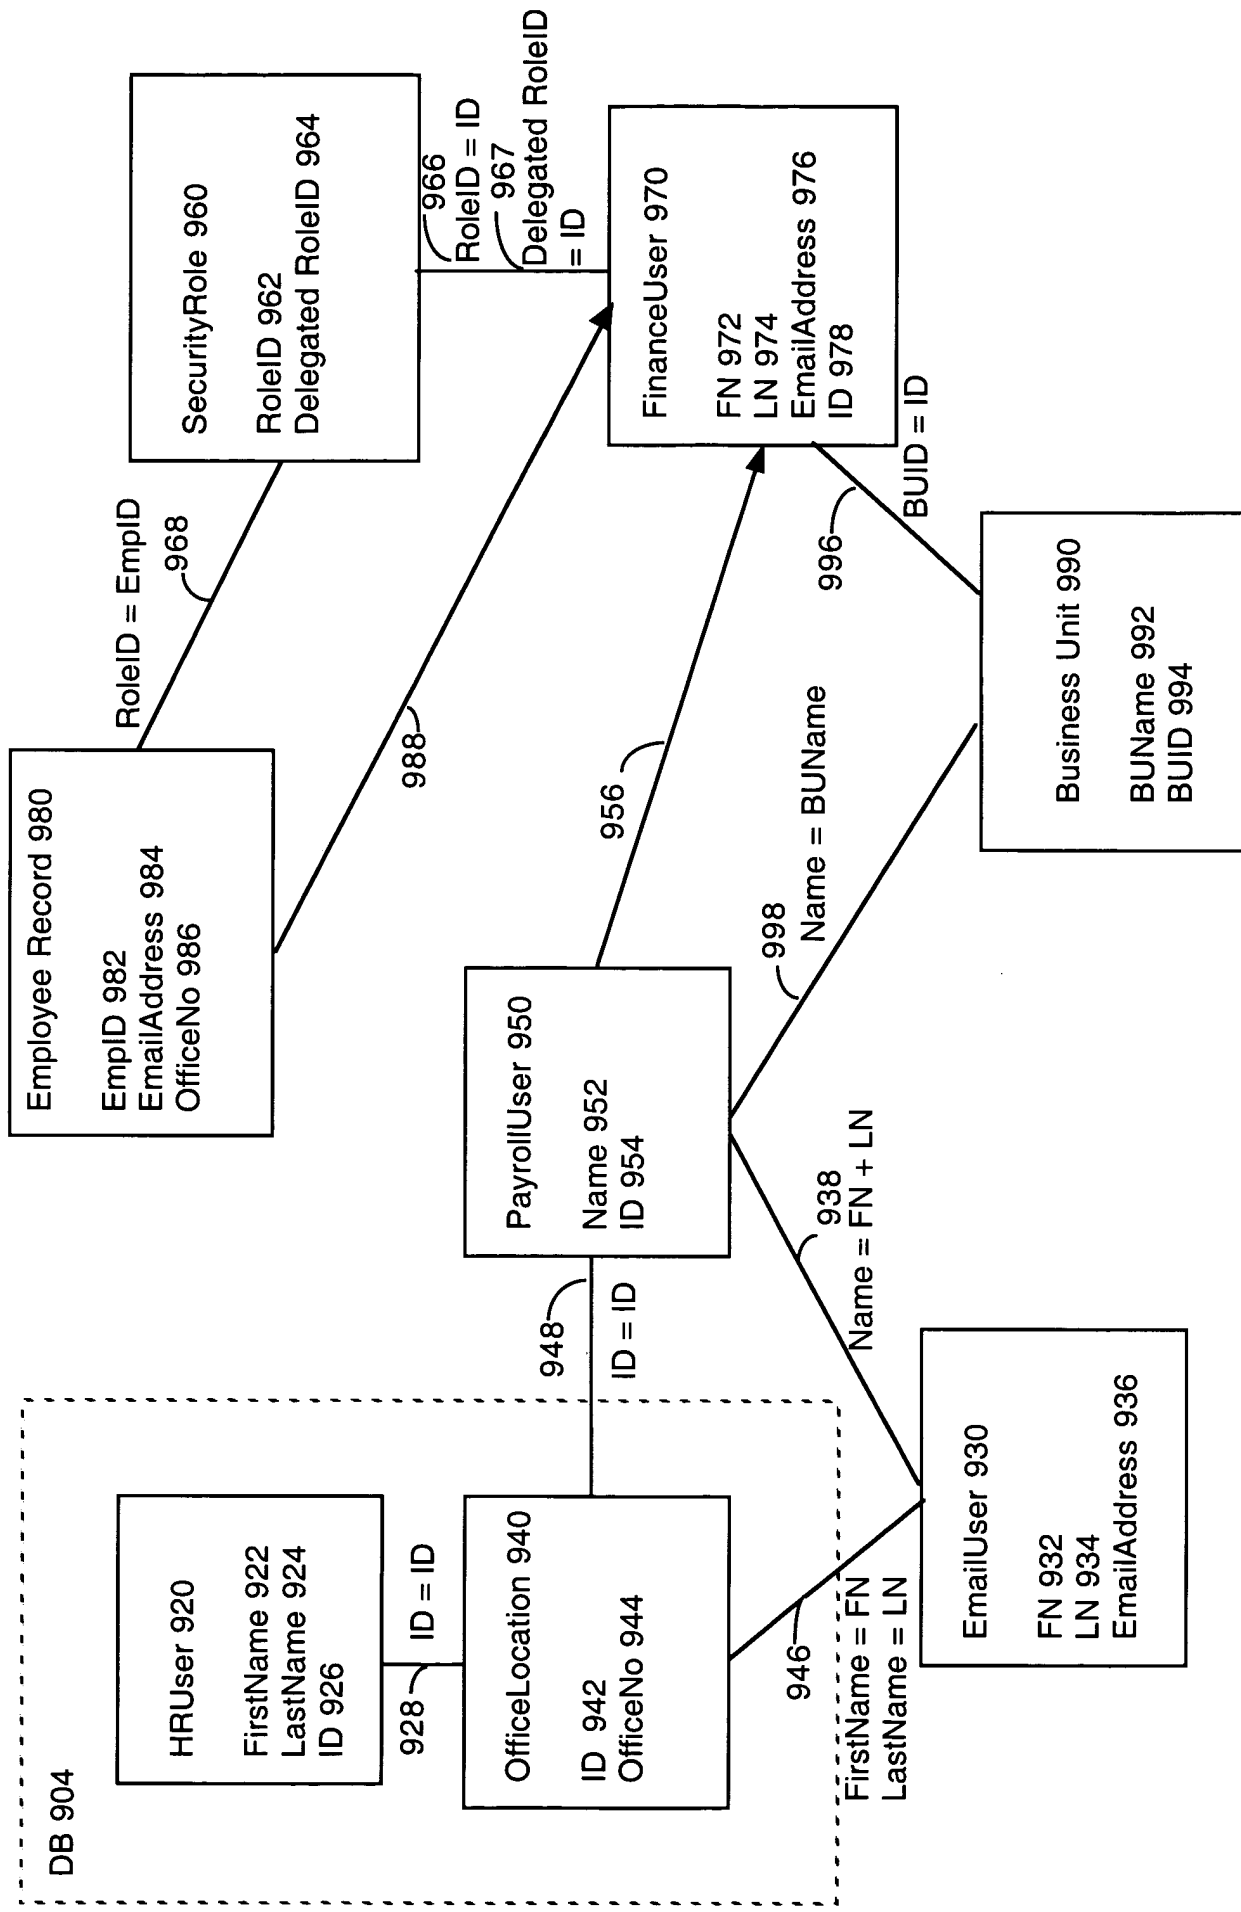 DB 904
HRUser 920
FirstName 922
LastName 924
ID 926
928
ID = ID
OfficeLocation 940
ID 942
OfficeNo 944
946
FirstName = FN
LastName = LN
EmailUser 930
FN 932
LN 934
EmailAddress 936
948
ID = ID
938
Name = FN + LN
PayrollUser 950
Name 952
ID 954
Employee Record 980
EmpID 982
EmailAddress 984
OfficeNo 986
956
998
Name = BUName
988
RoleID = EmpID
968
Business Unit 990
BUName 992
BUID 994
996
BUID = ID
SecurityRole 960
RoleID 962
Delegated RoleID 964
966
RoleID = ID
967
Delegated RoleID
= ID
FinanceUser 970
FN 972
LN 974
EmailAddress 976
ID 978